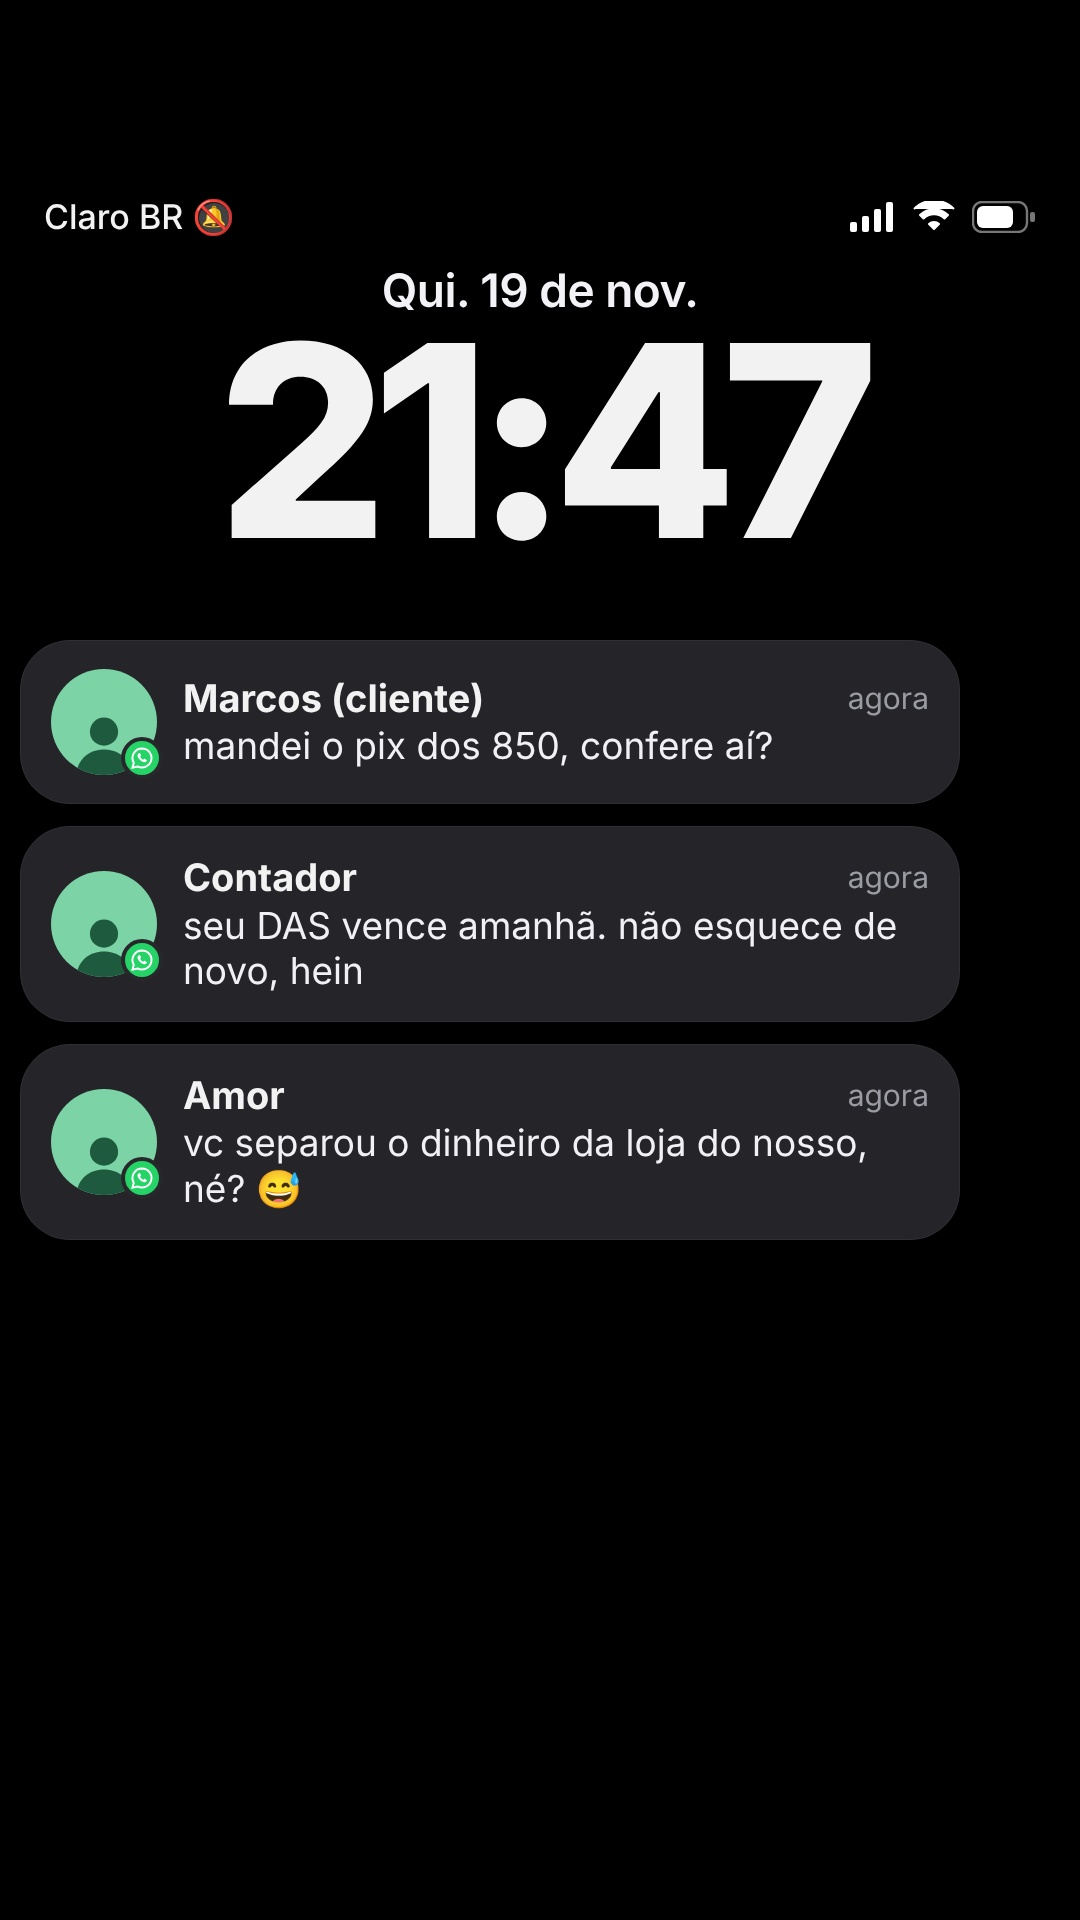 Claro BR 🔕
Qui. 19 de nov.
21:47
Marcos (cliente)
agora
mandei o pix dos 850, confere aí?
Contador
agora
seu DAS vence amanhã. não esquece de
novo, hein
Amor
agora
vc separou o dinheiro da loja do nosso,
né? 😅